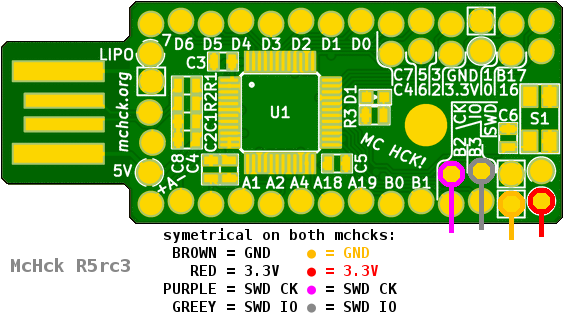 LIPO
7 D6 D5 D4 D3 D2 D1 D0
C3
C7 5 3 GND 1 B17
C4 6 2 3.3V 0 16
mchck.org
R1
R2
C1
C2
U1
D1
R3
MC HCK!
B2 /CK
B3 /IO
SWD
C6
S1
5V
+A-
C8
C4
C5
A1 A2 A4 A18 A19 B0 B1
symetrical on both mchcks:
BROWN = GND = GND
RED = 3.3V = 3.3V
PURPLE = SWD CK = SWD CK
GREEY = SWD IO = SWD IO
McHck R5rc3